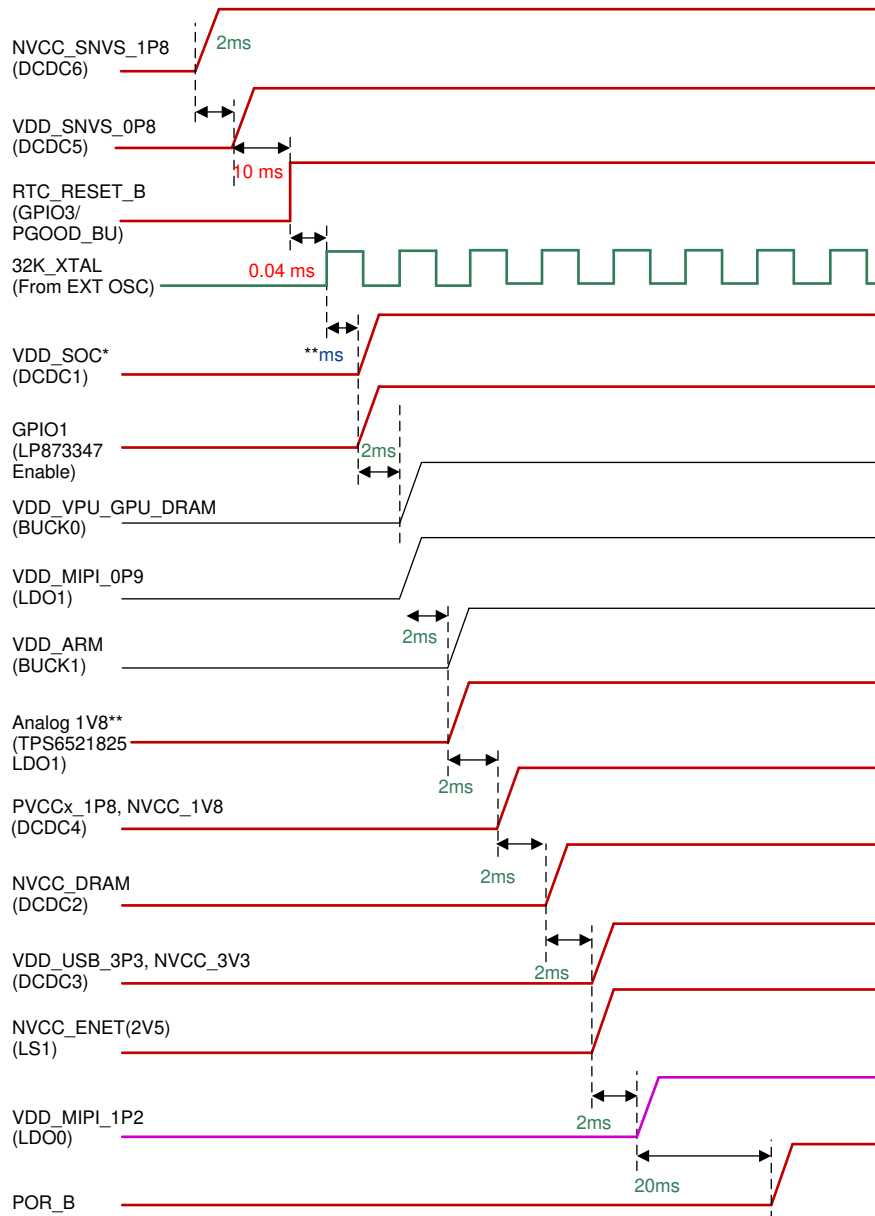 NVCC_SNVS_1P8
(DCDC6)
2ms
VDD_SNVS_0P8
(DCDC5)
10 ms
RTC_RESET_B
(GPIO3/
PGOOD_BU)
32K_XTAL
(From EXT OSC)
0.04 ms
VDD_SOC*
(DCDC1)
**ms
GPIO1
(LP873347
Enable)
2ms
VDD_VPU_GPU_DRAM
(BUCK0)
VDD_MIPI_0P9
(LDO1)
2ms
VDD_ARM
(BUCK1)
Analog 1V8**
(TPS6521825
LDO1)
2ms
PVCCx_1P8, NVCC_1V8
(DCDC4)
2ms
NVCC_DRAM
(DCDC2)
2ms
VDD_USB_3P3, NVCC_3V3
(DCDC3)
NVCC_ENET(2V5)
(LS1)
2ms
VDD_MIPI_1P2
(LDO0)
20ms
POR_B